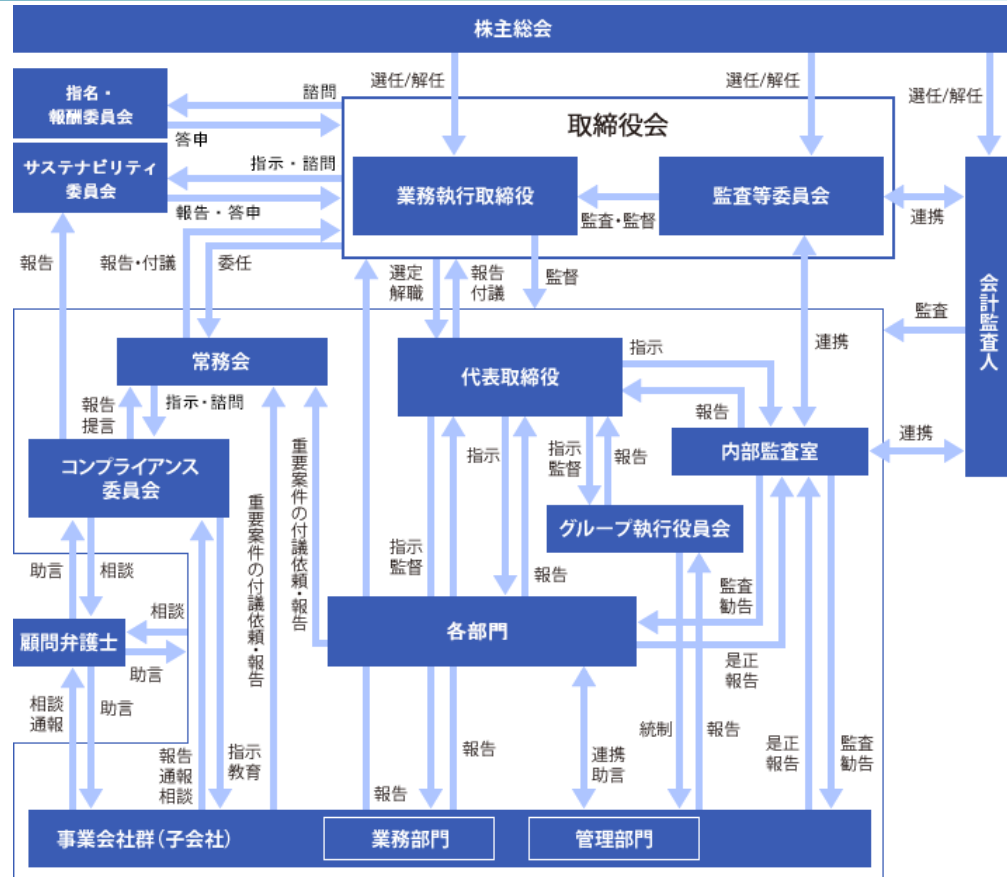 株主総会
選任/解任
選任/解任
選任/解任
指名・
報酬委員会
諮問
答申
取締役会
サステナビリティ
委員会
指示・諮問
報告・答申
業務執行取締役
監査・監督
監査等委員会
連携
会計監査人
報告
報告・付議
委任
選定
解職
報告
付議
監督
連携
監査
常務会
代表取締役
指示
報告
報告
提言
指示・諮問
コンプライアンス
委員会
重要案件の付議依頼・報告
重要案件の付議依頼・報告
指示
指示
監督
報告
内部監査室
連携
グループ執行役員会
指示
監督
報告
監査
勧告
助言
相談
相談
顧問弁護士
助言
各部門
是正
報告
相談
通報
助言
報告
通報
相談
指示
教育
報告
報告
連携
助言
統制
報告
是正
報告
監査
勧告
事業会社群(子会社)
業務部門
管理部門